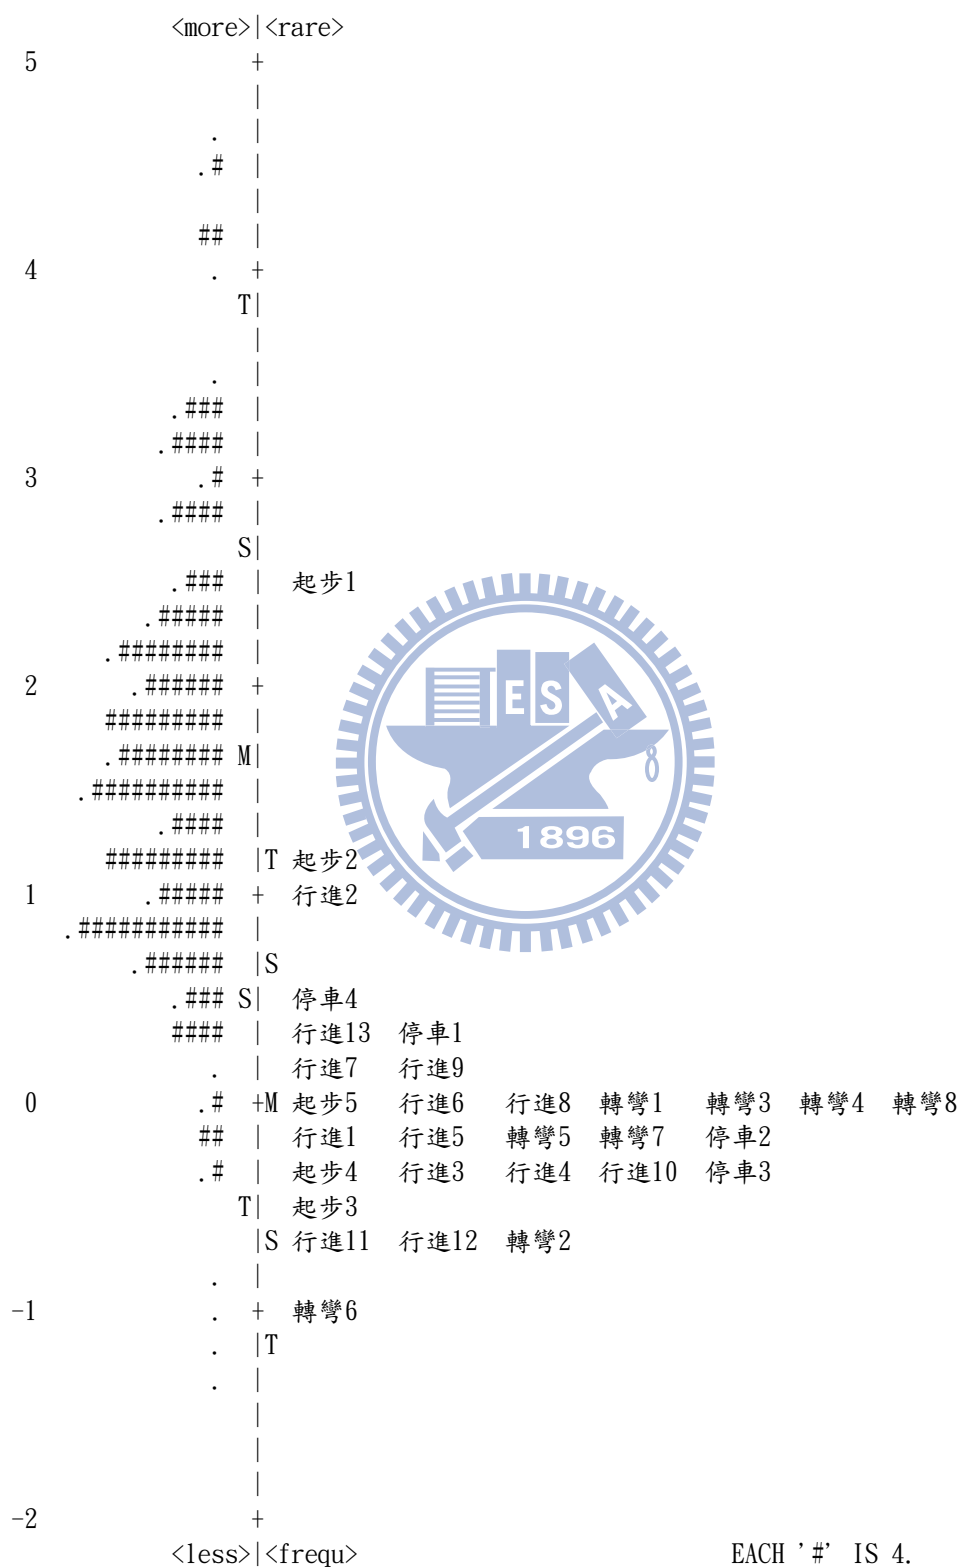 <more>|<rare>
5 +
|
. |
.# |
|
## |
4 . +
T|
|
. |
.### |
.#### |
3 .# +
.#### |
S|
.### | 起步1
.##### |
.######## |
2 .###### +
######### |
.######## M|
.########## |
.#### |
######### |T 起步2
1 .##### + 行進2
.########### |
.###### |S
.### S| 停車4
#### | 行進13 停車1
. | 行進7 行進9
0 .# +M 起步5 行進6 行進8 轉彎1 轉彎3 轉彎4 轉彎8
## | 行進1 行進5 轉彎5 轉彎7 停車2
.# | 起步4 行進3 行進4 行進10 停車3
T| 起步3
|S 行進11 行進12 轉彎2
. |
-1 . + 轉彎6
. |T
. |
|
|
|
-2 +
<less>|<frequ> EACH '#' IS 4.
E S A
8
1896